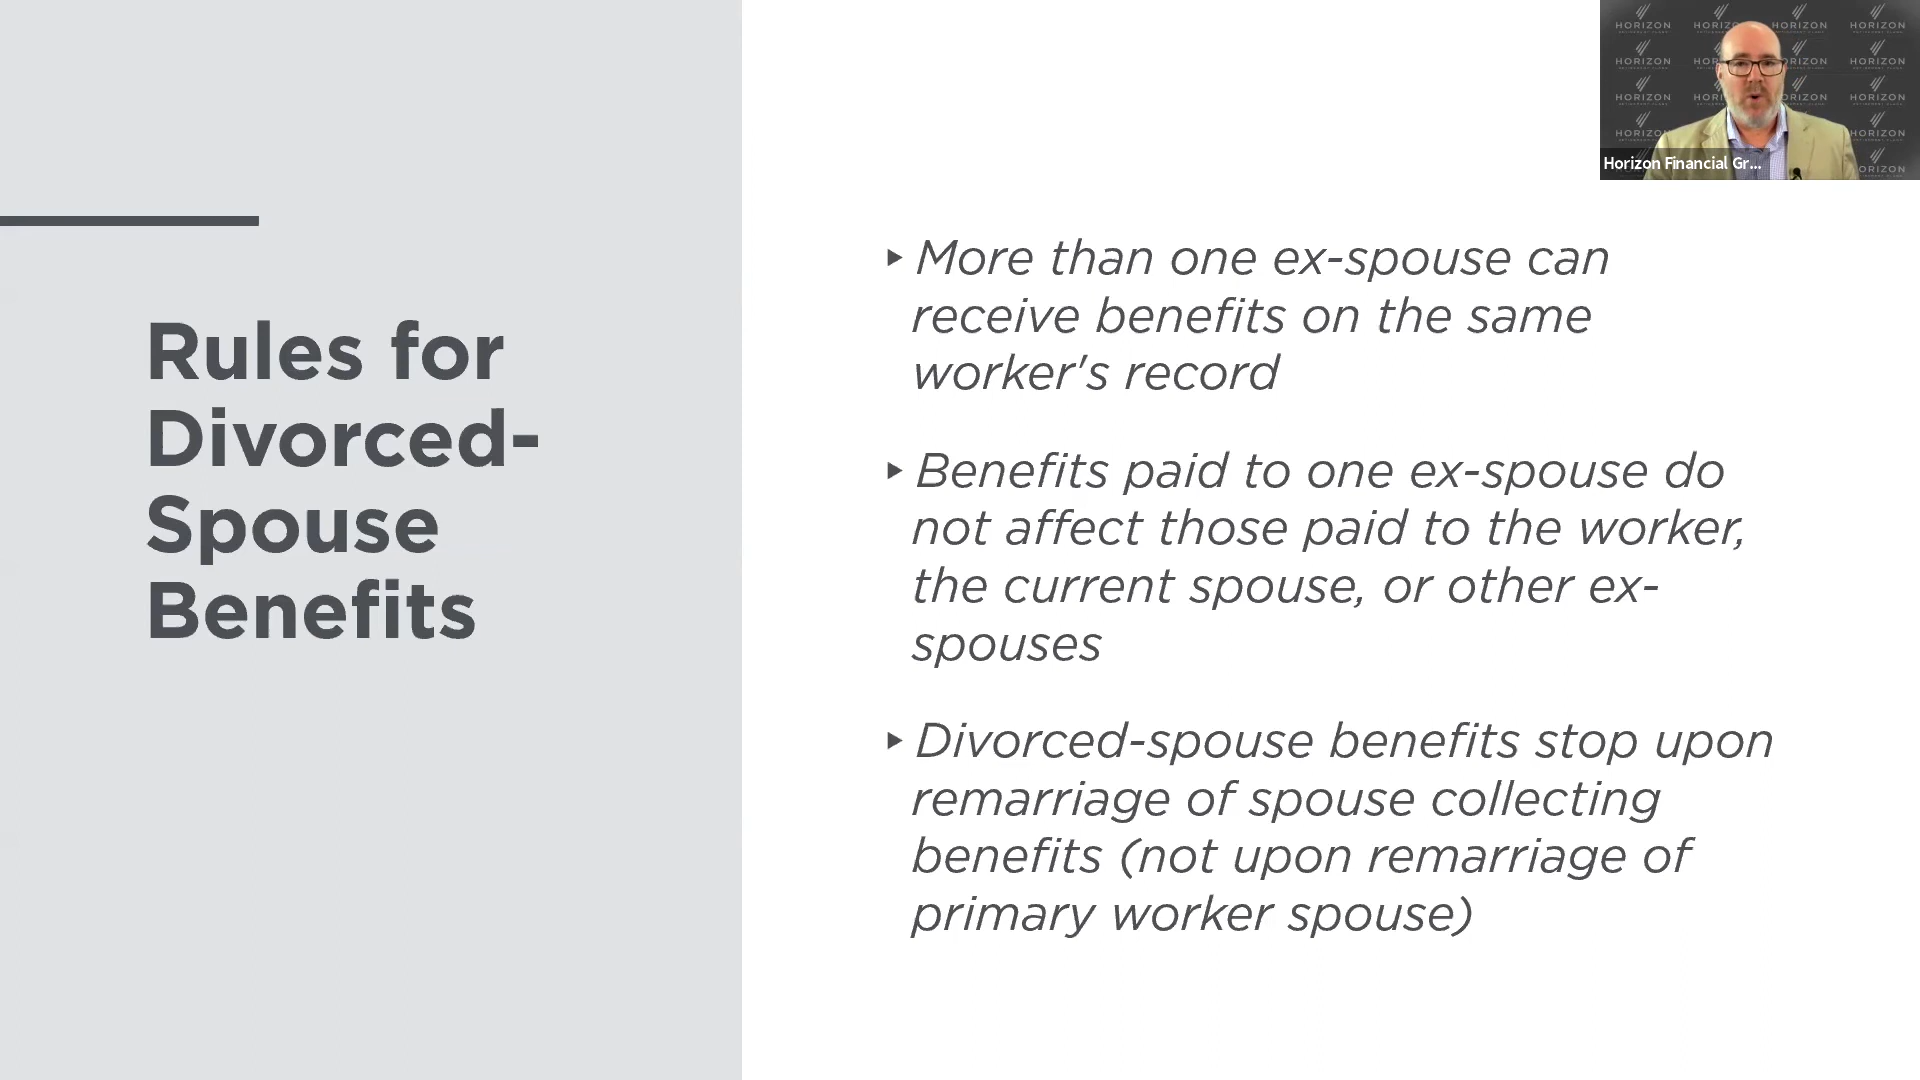 Rules for
Divorced-
Spouse
Benefits
▸ More than one ex-spouse can
receive benefits on the same
worker's record
▸ Benefits paid to one ex-spouse do
not affect those paid to the worker,
the current spouse, or other ex-
spouses
▸ Divorced-spouse benefits stop upon
remarriage of spouse collecting
benefits (not upon remarriage of
primary worker spouse)
HORIZON
Horizon Financial Gr...